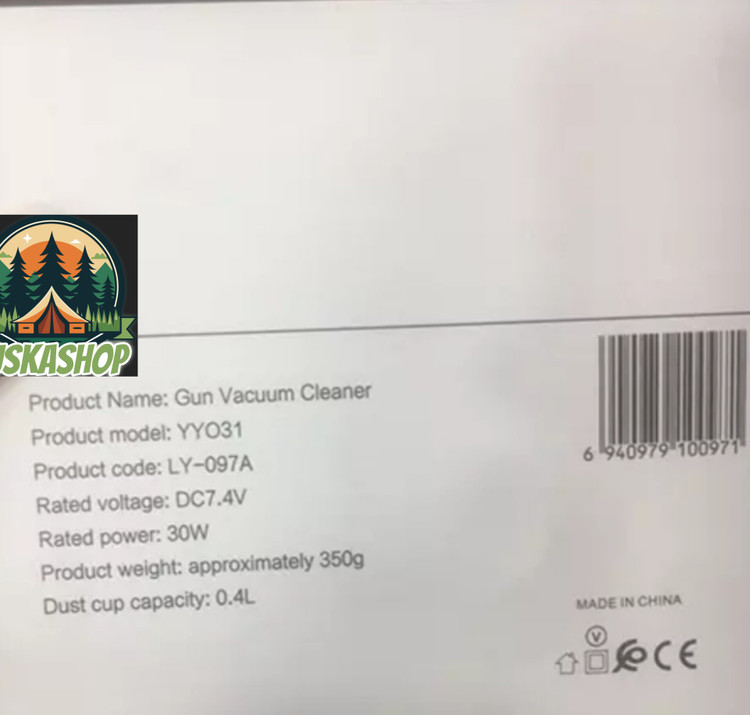 Product Name: Gun Vacuum Cleaner
Product model: YYO31
Product code: LY-097A
Rated voltage: DC7.4V
Rated power: 30W
Product weight: approximately 350g
Dust cup capacity: 0.4L
6 940979 100971
MADE IN CHINA
V
CE